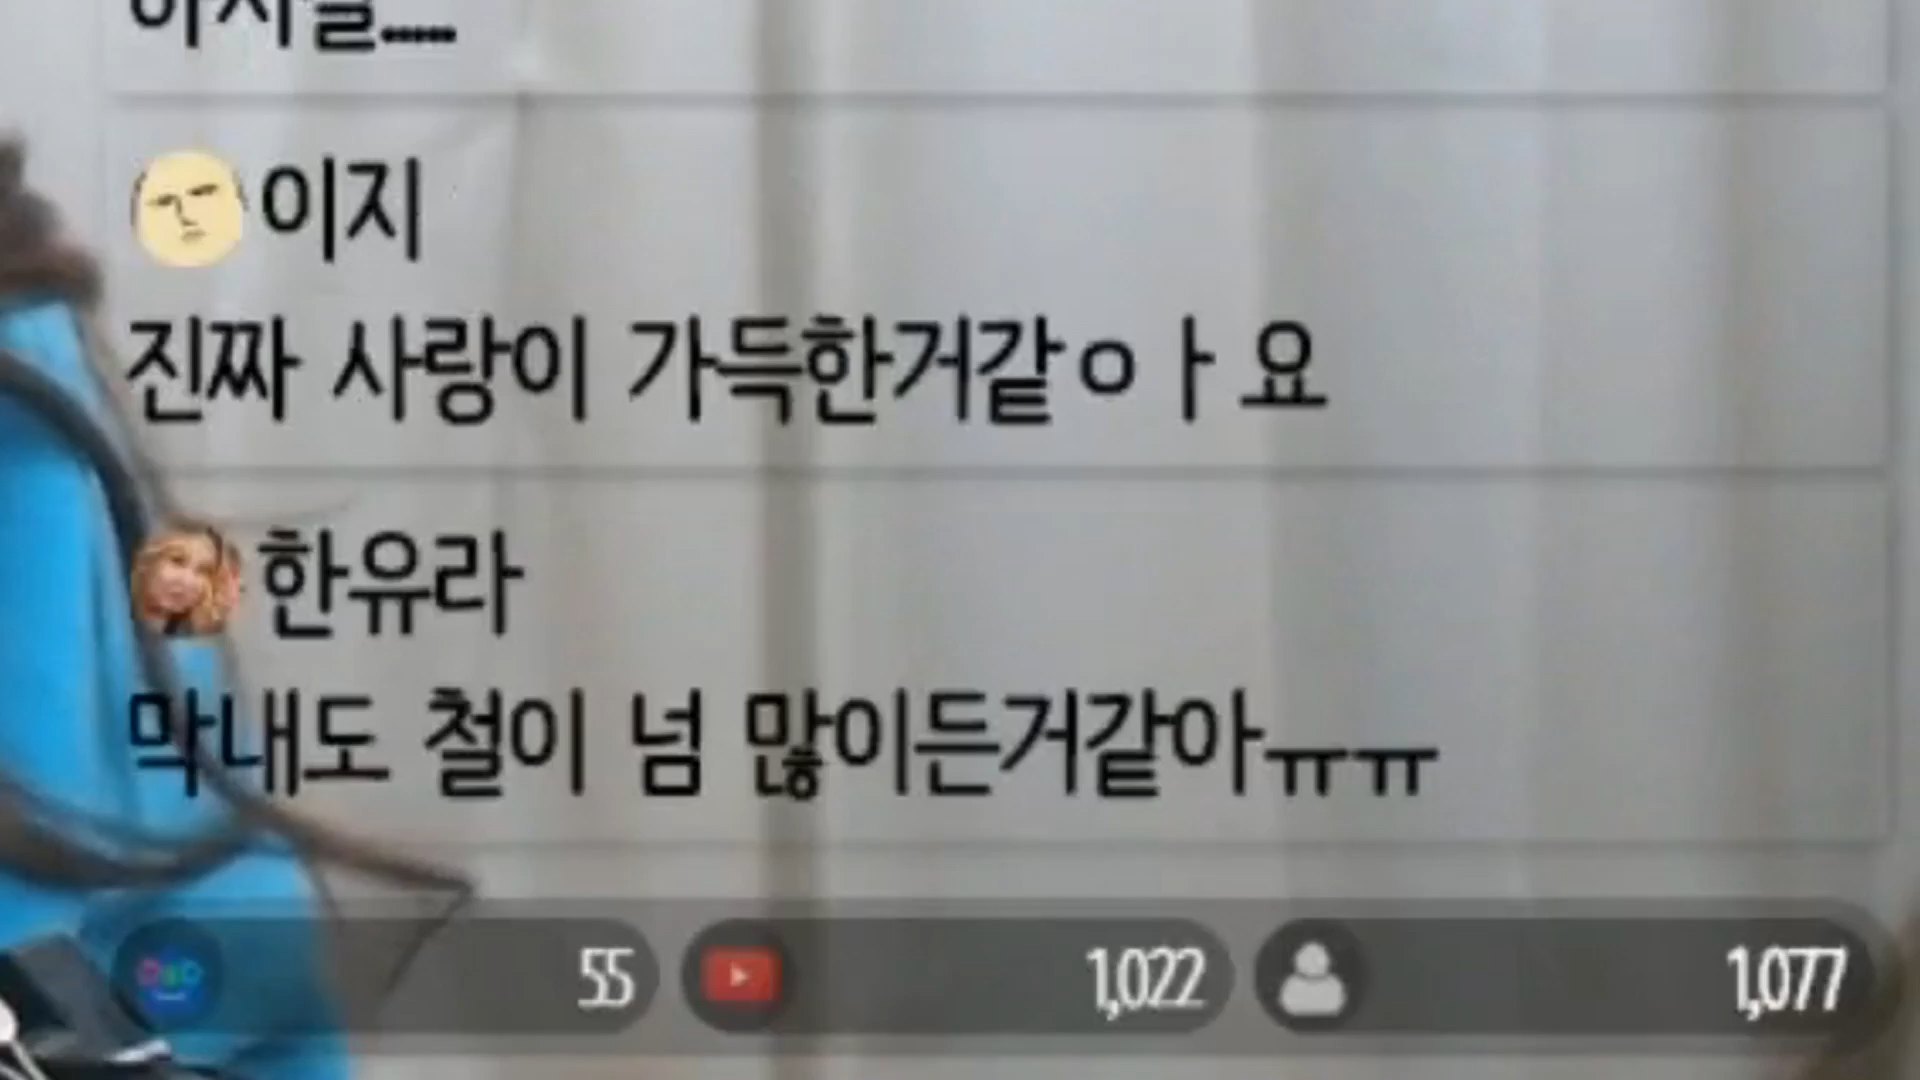 이지
진짜 사랑이 가득한거같ㅇㅏ요
한유라
막내도 철이 넘 많이든거같아ㅠㅠ
55
1,022
1,077